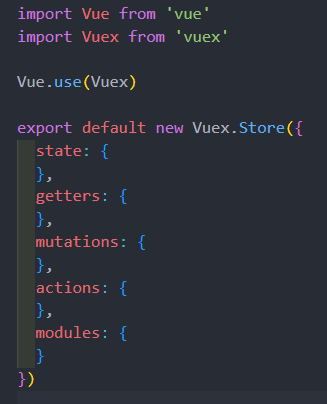 import Vue from 'vue'
import Vuex from 'vuex'
Vue.use(Vuex)
export default new Vuex.Store({
state: {
},
getters: {
},
mutations: {
},
actions: {
},
modules: {
}
})